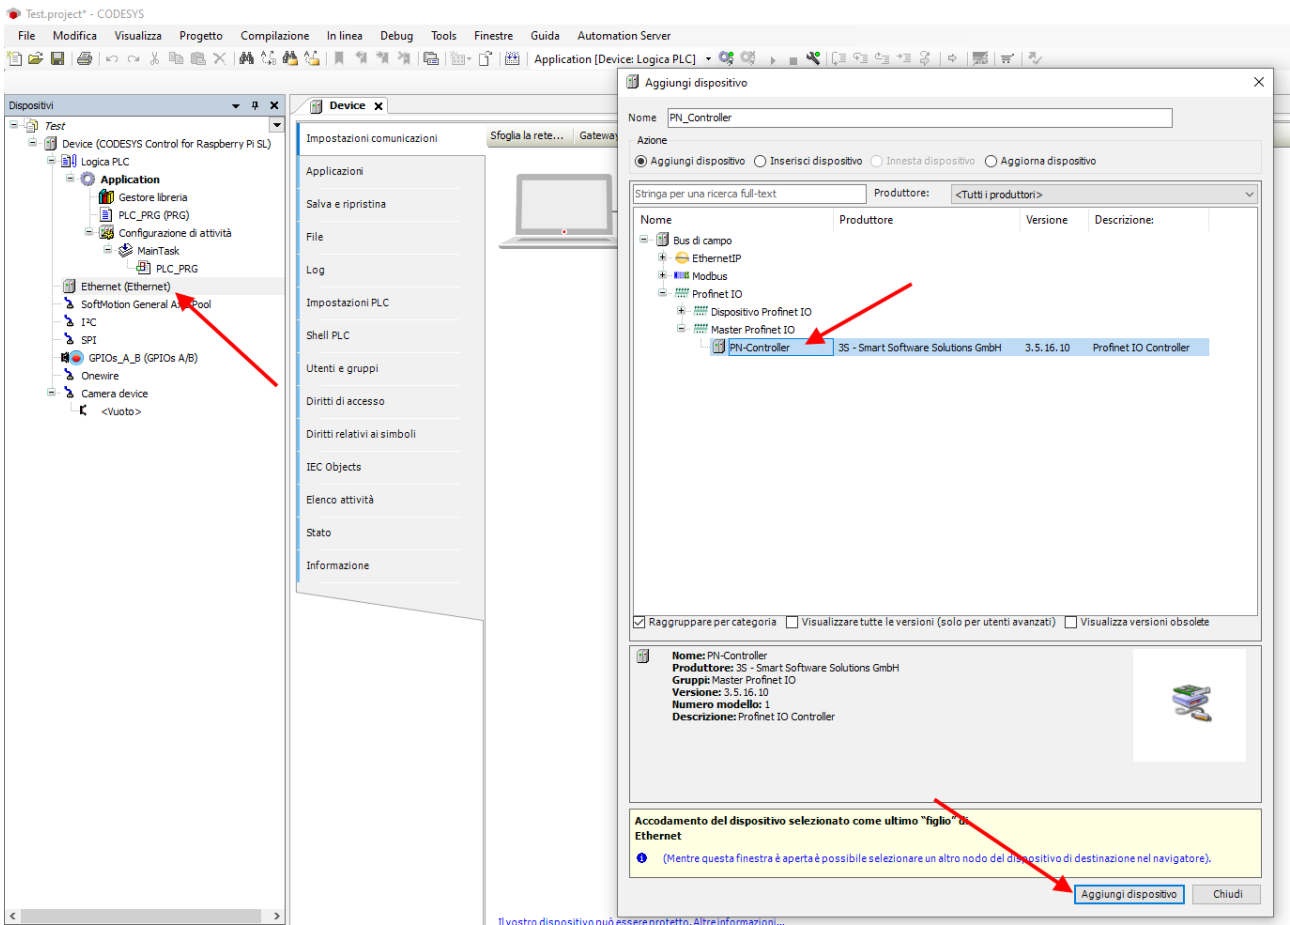 Test.project* - CODESYS
File Modifica Visualizza Progetto Compilazione In linea Debug Tools Finestre Guida Automation Server
Application [Device: Logica PLC]
Dispositivi
Test
Device (CODESYS Control for Raspberry Pi SL)
Logica PLC
Application
Gestore libreria
PLC_PRG (PRG)
Configurazione di attività
MainTask
PLC_PRG
Ethernet (Ethernet)
SoftMotion General Axis Pool
I²C
SPI
GPIOs_A_B (GPIOs A/B)
Onewire
Camera device
<Vuoto>
Device
Impostazioni comunicazioni
Applicazioni
Salva e ripristina
File
Log
Impostazioni PLC
Shell PLC
Utenti e gruppi
Diritti di accesso
Diritti relativi ai simboli
IEC Objects
Elenco attività
Stato
Informazione
Sfoglia la rete... Gateway
Il vostro dispositivo può essere protetto. Altre informazioni...
Aggiungi dispositivo
Nome PN_Controller
Azione
Aggiungi dispositivo Inserisci dispositivo Innesta dispositivo Aggiorna dispositivo
Stringa per una ricerca full-text Produttore: <Tutti i produttori>
Nome Produttore Versione Descrizione:
Bus di campo
EthernetIP
Modbus
Profinet IO
Dispositivo Profinet IO
Master Profinet IO
PN-Controller 3S - Smart Software Solutions GmbH 3.5.16.10 Profinet IO Controller
Raggruppare per categoria Visualizzare tutte le versioni (solo per utenti avanzati) Visualizza versioni obsolete
Nome: PN-Controller
Produttore: 3S - Smart Software Solutions GmbH
Gruppi: Master Profinet IO
Versione: 3.5.16.10
Numero modello: 1
Descrizione: Profinet IO Controller
Accodamento del dispositivo selezionato come ultimo "figlio" di
Ethernet
(Mentre questa finestra è aperta è possibile selezionare un altro nodo del dispositivo di destinazione nel navigatore).
Aggiungi dispositivo Chiudi